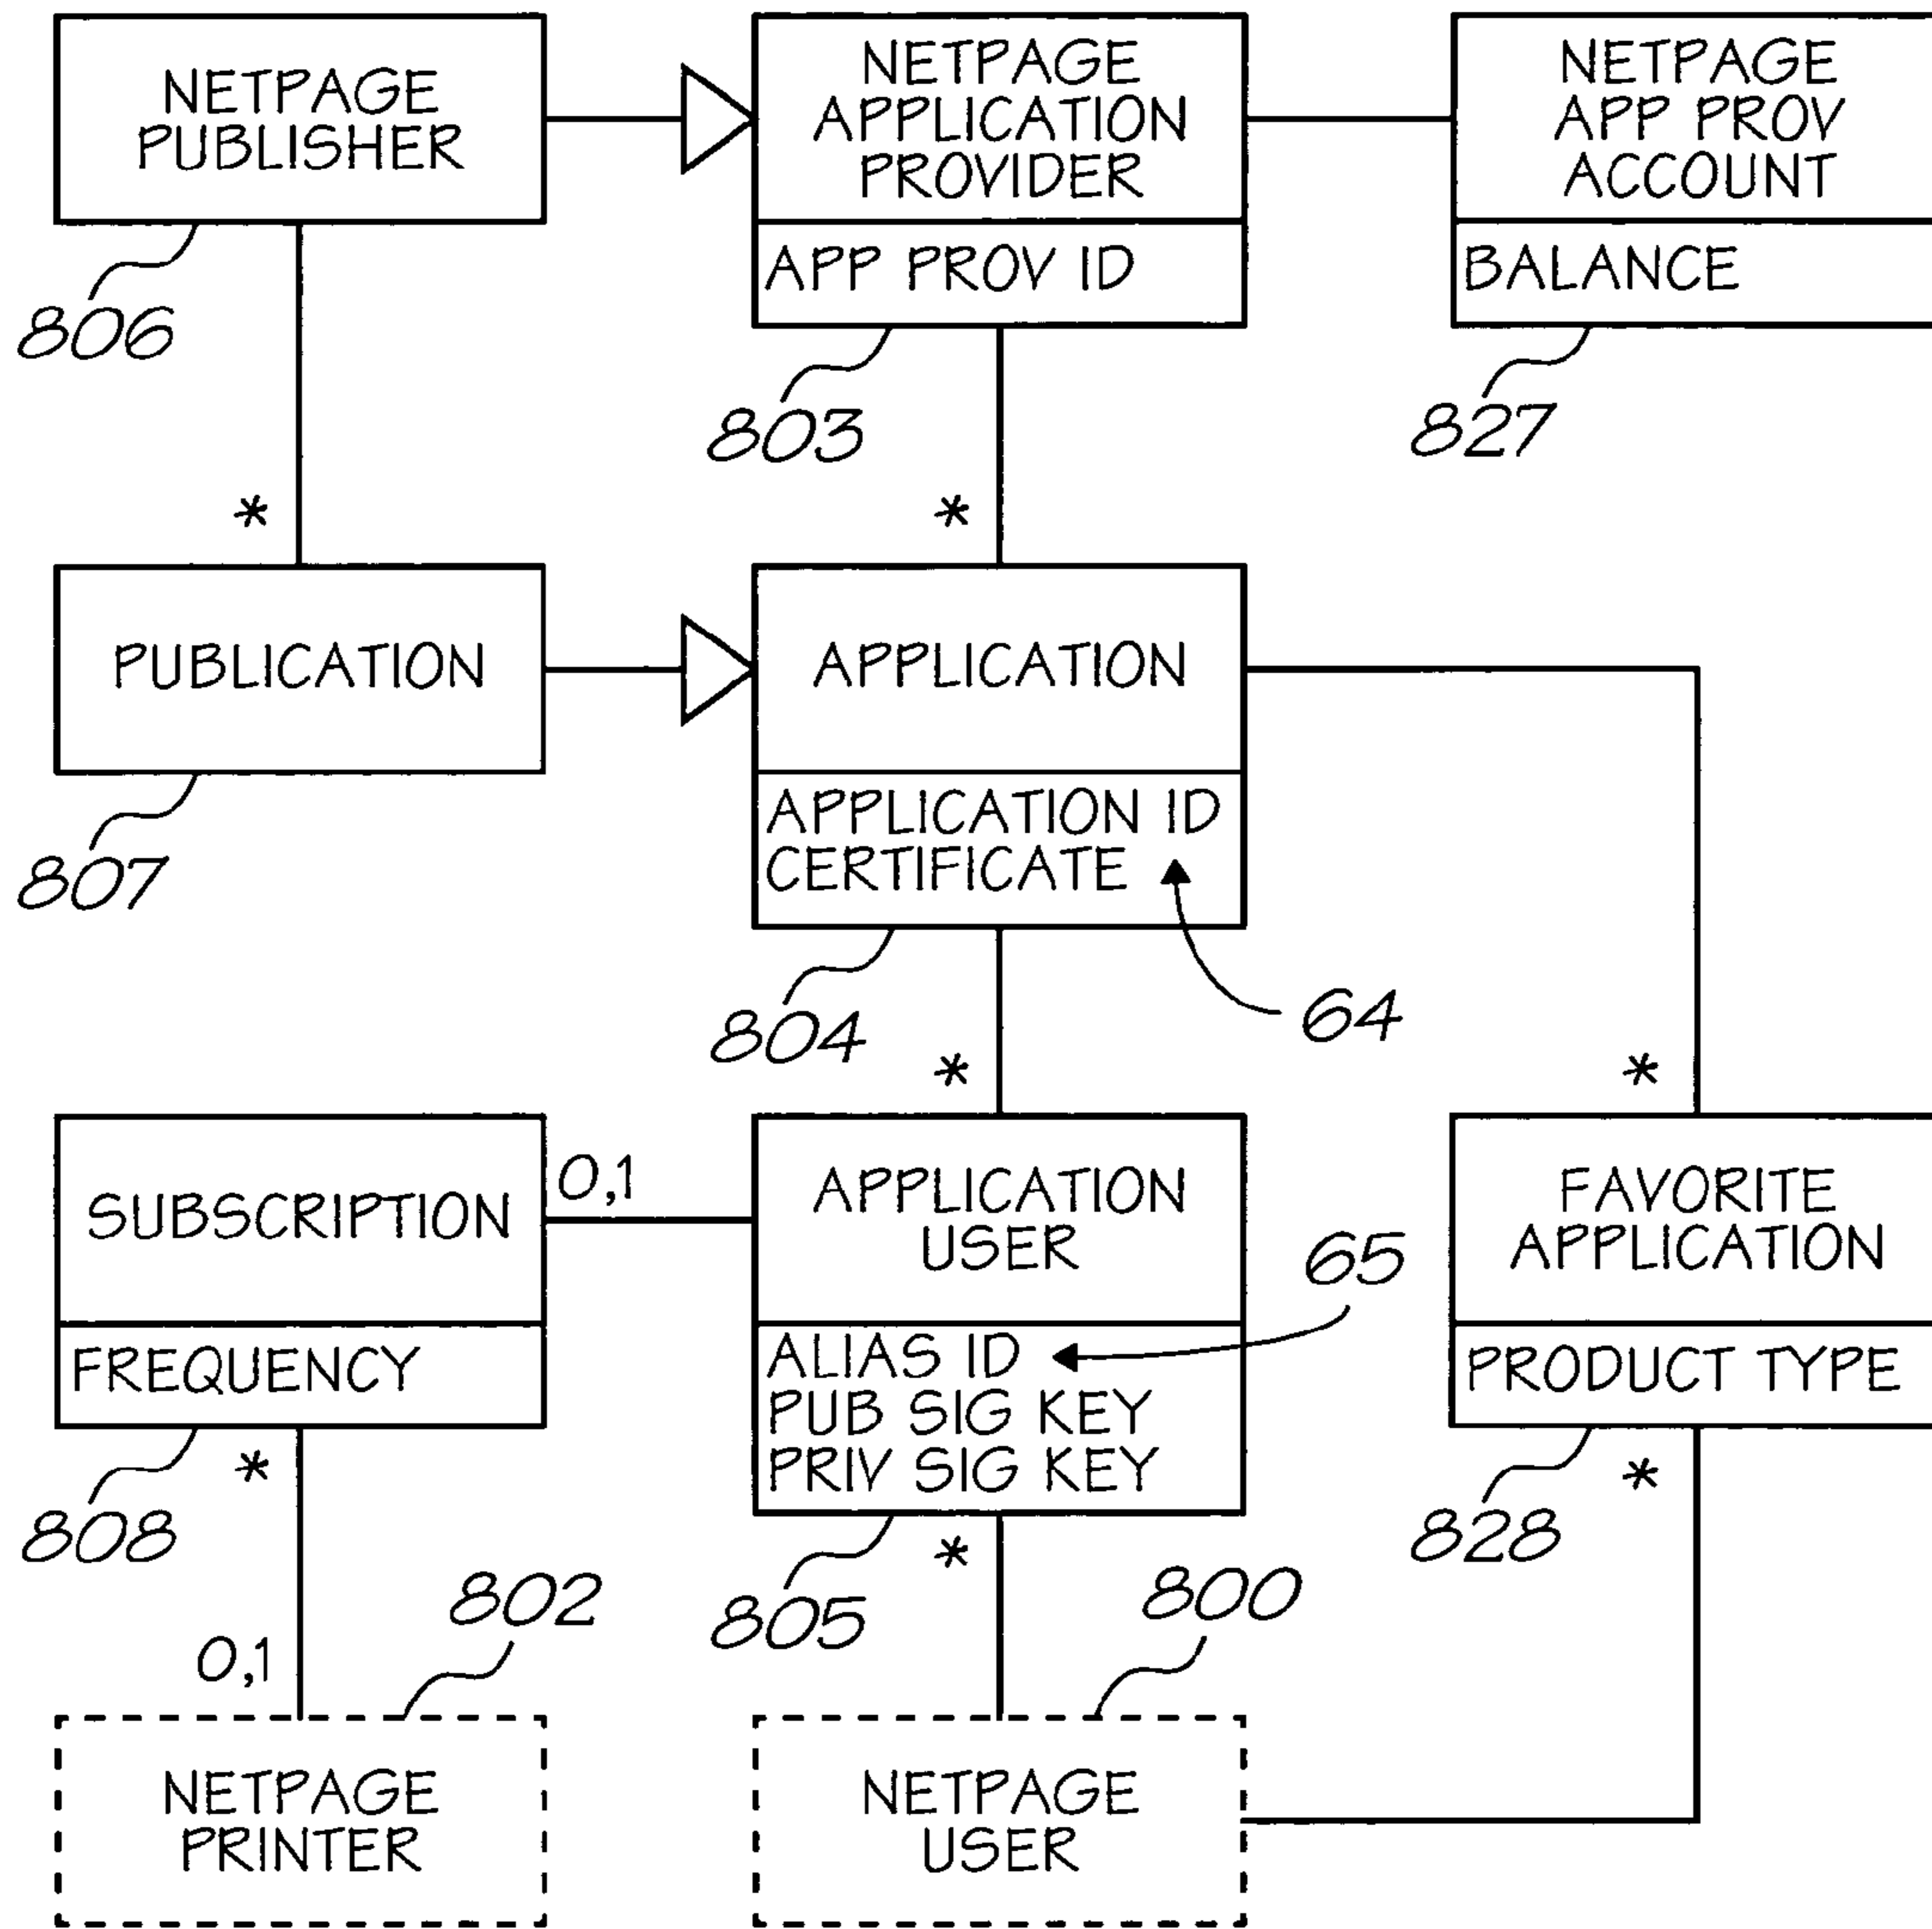 NETPAGE
PUBLISHER
NETPAGE
APPLICATION
PROVIDER
APP PROV ID
NETPAGE
APP PROV
ACCOUNT
BALANCE
806
803
827
*
*
PUBLICATION
APPLICATION
APPLICATION ID
CERTIFICATE
807
804
64
*
*
SUBSCRIPTION
FREQUENCY
0,1
APPLICATION
USER
ALIAS ID
PUB SIG KEY
PRIV SIG KEY
65
FAVORITE
APPLICATION
PRODUCT TYPE
808
*
805
*
828
*
802
800
0,1
NETPAGE
PRINTER
NETPAGE
USER